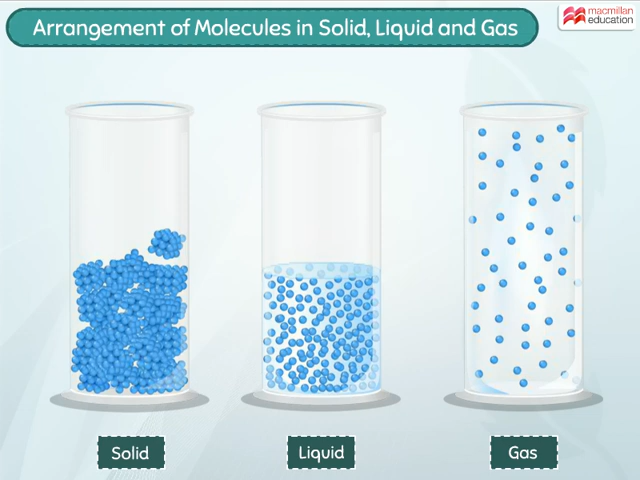 Arrangement of Molecules in Solid, Liquid and Gas
macmillan
education
Solid
Liquid
Gas